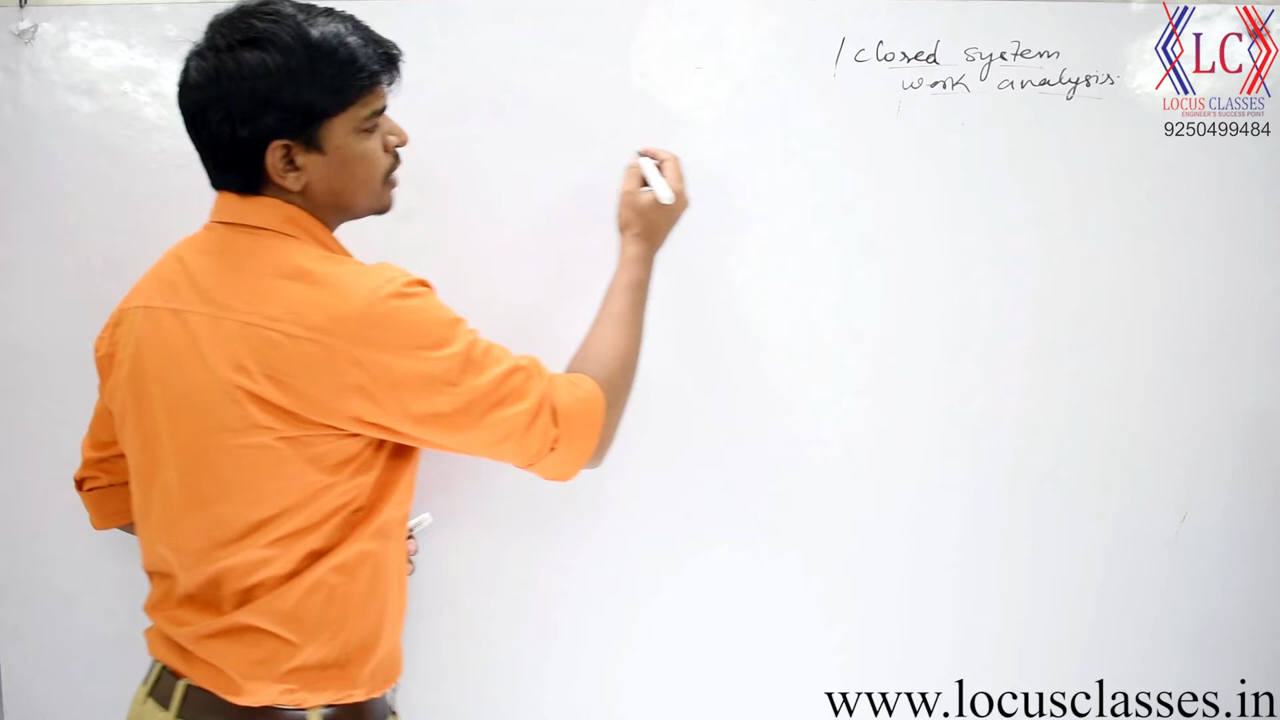 closed system
work analysis.
LC
LOCUS CLASSES
ENGINEER'S SUCCESS POINT
9250499484
www.locusclasses.in